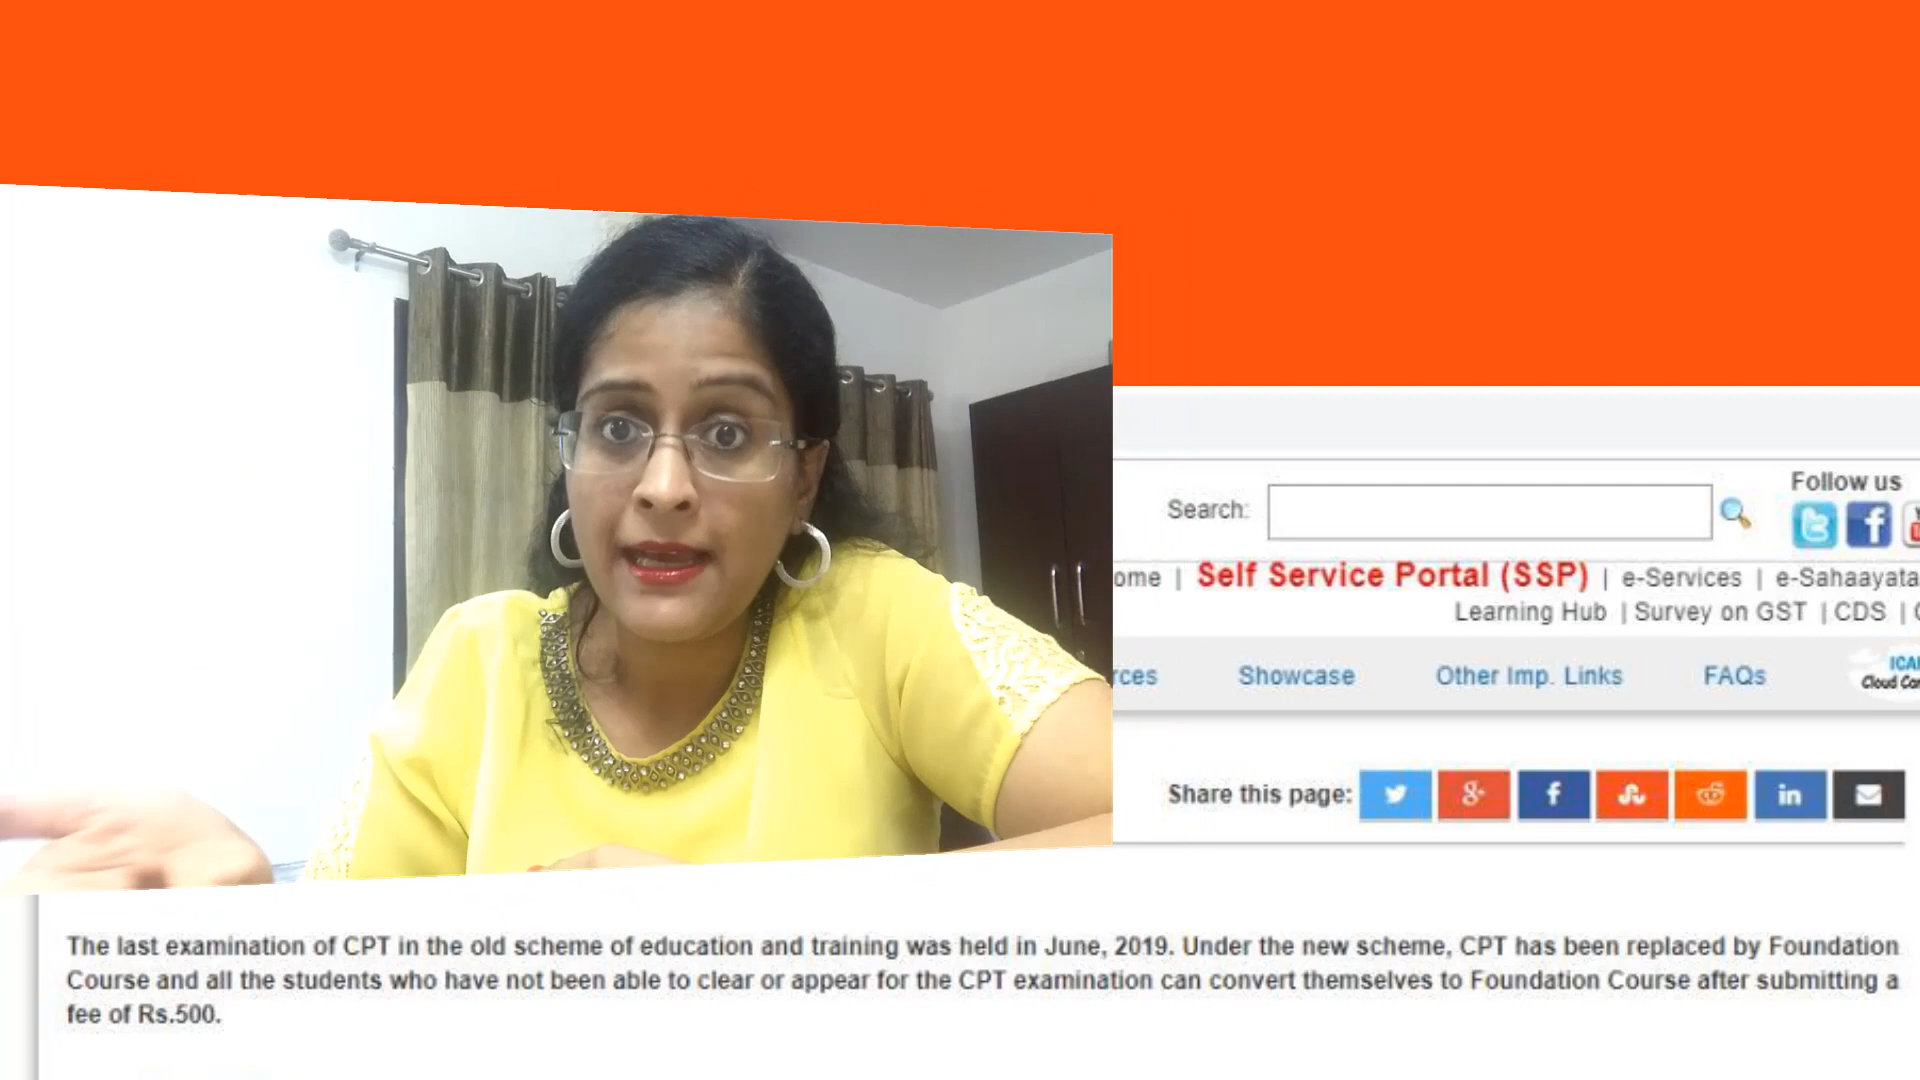 Follow us
Search:
ome | Self Service Portal (SSP) | e-Services | e-Sahaayata
Learning Hub | Survey on GST | CDS |
rces Showcase Other Imp. Links FAQs ICAI
Cloud
Share this page:
The last examination of CPT in the old scheme of education and training was held in June, 2019. Under the new scheme, CPT has been replaced by Foundation
Course and all the students who have not been able to clear or appear for the CPT examination can convert themselves to Foundation Course after submitting a
fee of Rs.500.